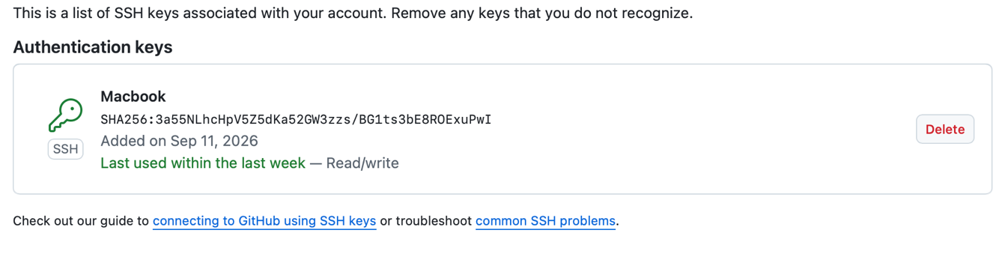 This is a list of SSH keys associated with your account. Remove any keys that you do not recognize.
Authentication keys
Macbook
SHA256:3a55NLhcHpV5Z5dKa52GW3zzs/BG1ts3bE8ROExuPwI
Added on Sep 11, 2026
SSH
Last used within the last week — Read/write
Delete
Check out our guide to connecting to GitHub using SSH keys or troubleshoot common SSH problems.